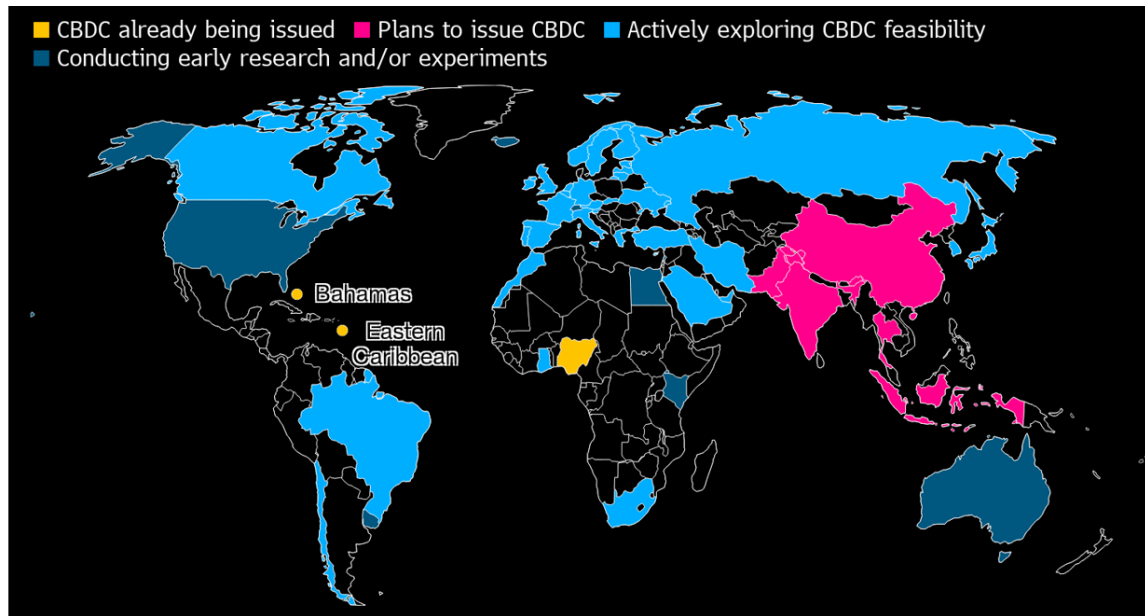 CBDC already being issued Plans to issue CBDC Actively exploring CBDC feasibility
Conducting early research and/or experiments
Bahamas
Eastern
Caribbean